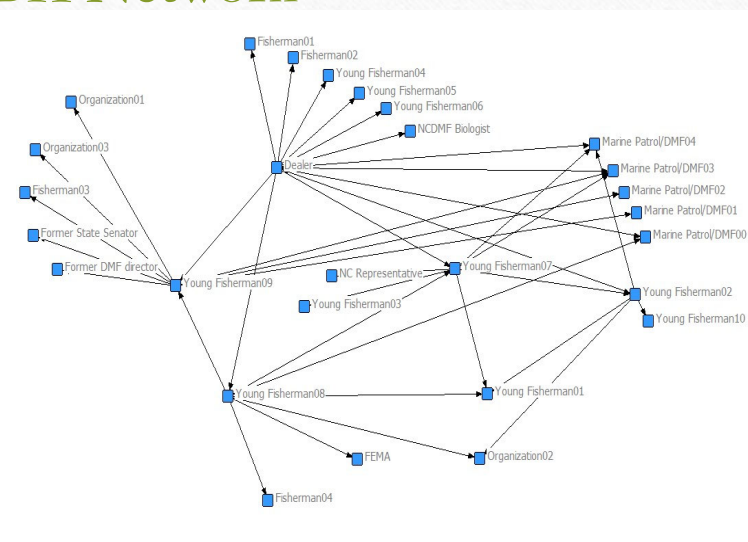 Fisherman01
Fisherman02
Young Fisherman04
Young Fisherman05
Organization01
Young Fisherman06
NCDMF Biologist
Marine Patrol/DMF04
Organization03
Dealer
Marine Patrol/DMF03
Fisherman03
Marine Patrol/DMF02
Marine Patrol/DMF01
Former State Senator
Marine Patrol/DMF00
Former DMF director
Young Fisherman07
NC Representative
Young Fisherman09
Young Fisherman02
Young Fisherman03
Young Fisherman10
Young Fisherman08
Young Fisherman01
FEMA
Organization02
Fisherman04